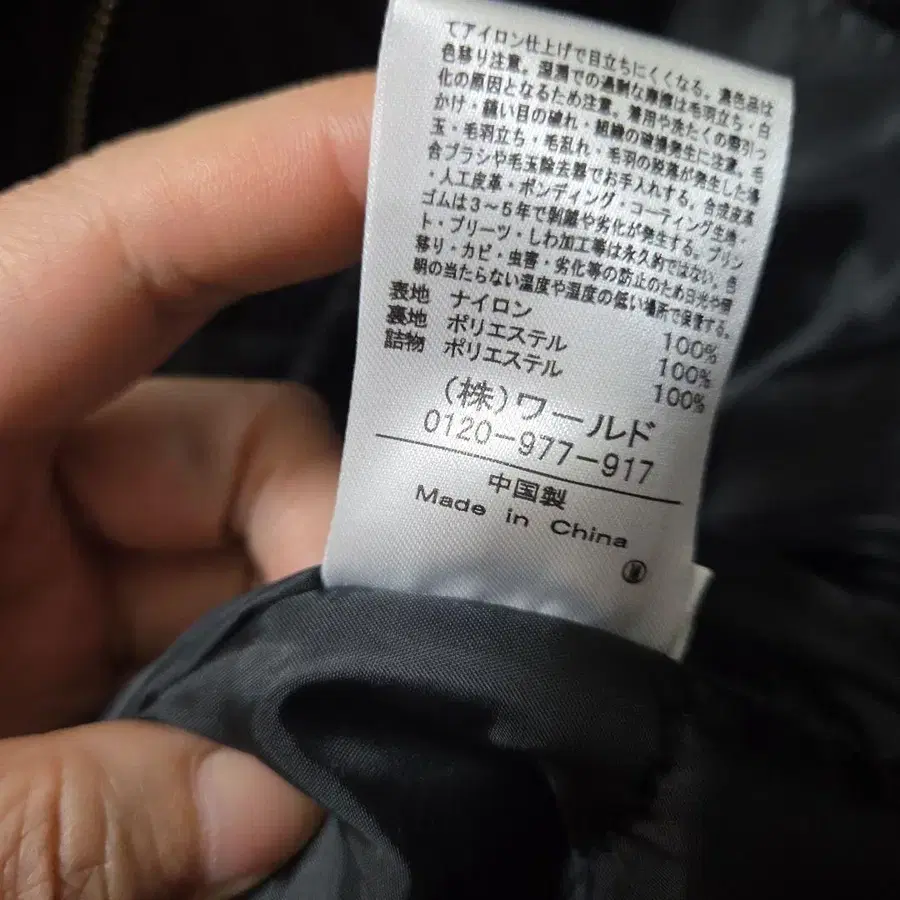 てアイロン仕上げで目立ちにくくなる。濃色品は
色移り注意。湿潤での過剰な摩擦は毛羽立ち・白
化の原因となるため注意。着用や洗たくの際引っ
かけ・縫い目の破れ・組織の破損発生に注意。毛
玉・毛羽立ち・毛乱れ・毛羽の脱落が発生した場
合ブラシや毛玉除去器でお手入れする。合成皮革
・人工皮革・ボンディング・コーティング生地・
ゴムは3～5年で剥離や劣化が発生する。プリン
ト・プリーツ・しわ加工等は永久的ではない。色
移り・カビ・虫害・劣化等の防止のため日光や照
明の当たらない温度や湿度の低い場所で保管する。
表地 ナイロン 100%
裏地 ポリエステル 100%
詰物 ポリエステル 100%
(株)ワールド
0120-977-917
中国製
Made in China